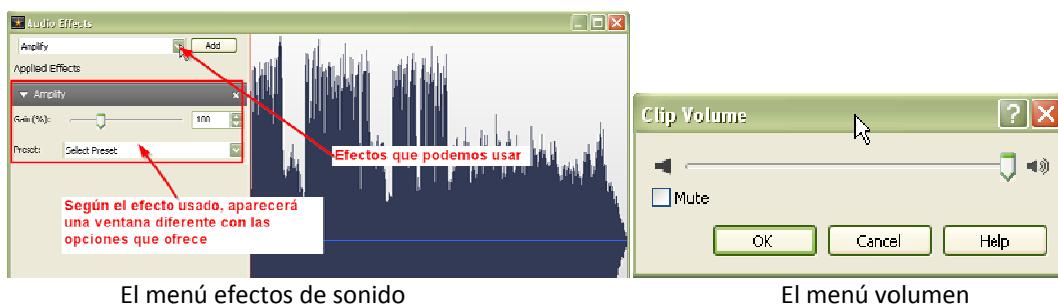 Audio Effects
Amplify
Add
Applied Effects
Amplify
Gain (%):
100
Preset:
Select Preset
Efectos que podemos usar
Según el efecto usado, aparecerá
una ventana diferente con las
opciones que ofrece
Clip Volume
Mute
OK
Cancel
Help
El menú efectos de sonido
El menú volumen